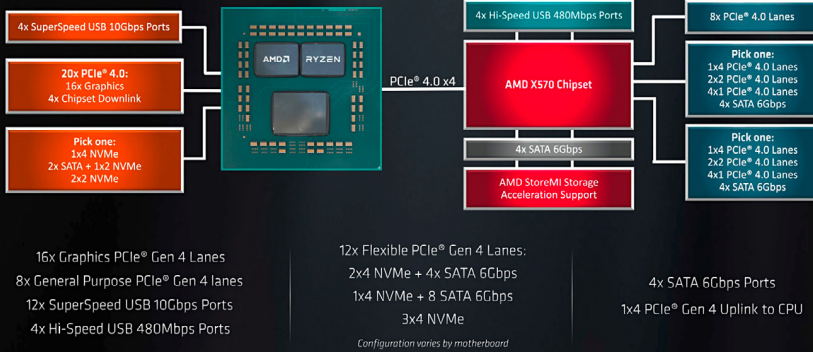 4x SuperSpeed USB 10Gbps Ports
20x PCIe® 4.0:
16x Graphics
4x Chipset Downlink
Pick one:
1x4 NVMe
2x SATA + 1x2 NVMe
2x2 NVMe
AMD
RYZEN
PCIe® 4.0 x4
4x Hi-Speed USB 480Mbps Ports
AMD X570 Chipset
4x SATA 6Gbps
AMD StoreMI Storage
Acceleration Support
8x PCIe® 4.0 Lanes
Pick one:
1x4 PCIe® 4.0 Lanes
2x2 PCIe® 4.0 Lanes
4x1 PCIe® 4.0 Lanes
4x SATA 6Gbps
Pick one:
1x4 PCIe® 4.0 Lanes
2x2 PCIe® 4.0 Lanes
4x1 PCIe® 4.0 Lanes
4x SATA 6Gbps
16x Graphics PCIe® Gen 4 Lanes
8x General Purpose PCIe® Gen 4 lanes
12x SuperSpeed USB 10Gbps Ports
4x Hi-Speed USB 480Mbps Ports
12x Flexible PCIe® Gen 4 Lanes:
2x4 NVMe + 4x SATA 6Gbps
1x4 NVMe + 8 SATA 6Gbps
3x4 NVMe
Configuration varies by motherboard
4x SATA 6Gbps Ports
1x4 PCIe® Gen 4 Uplink to CPU